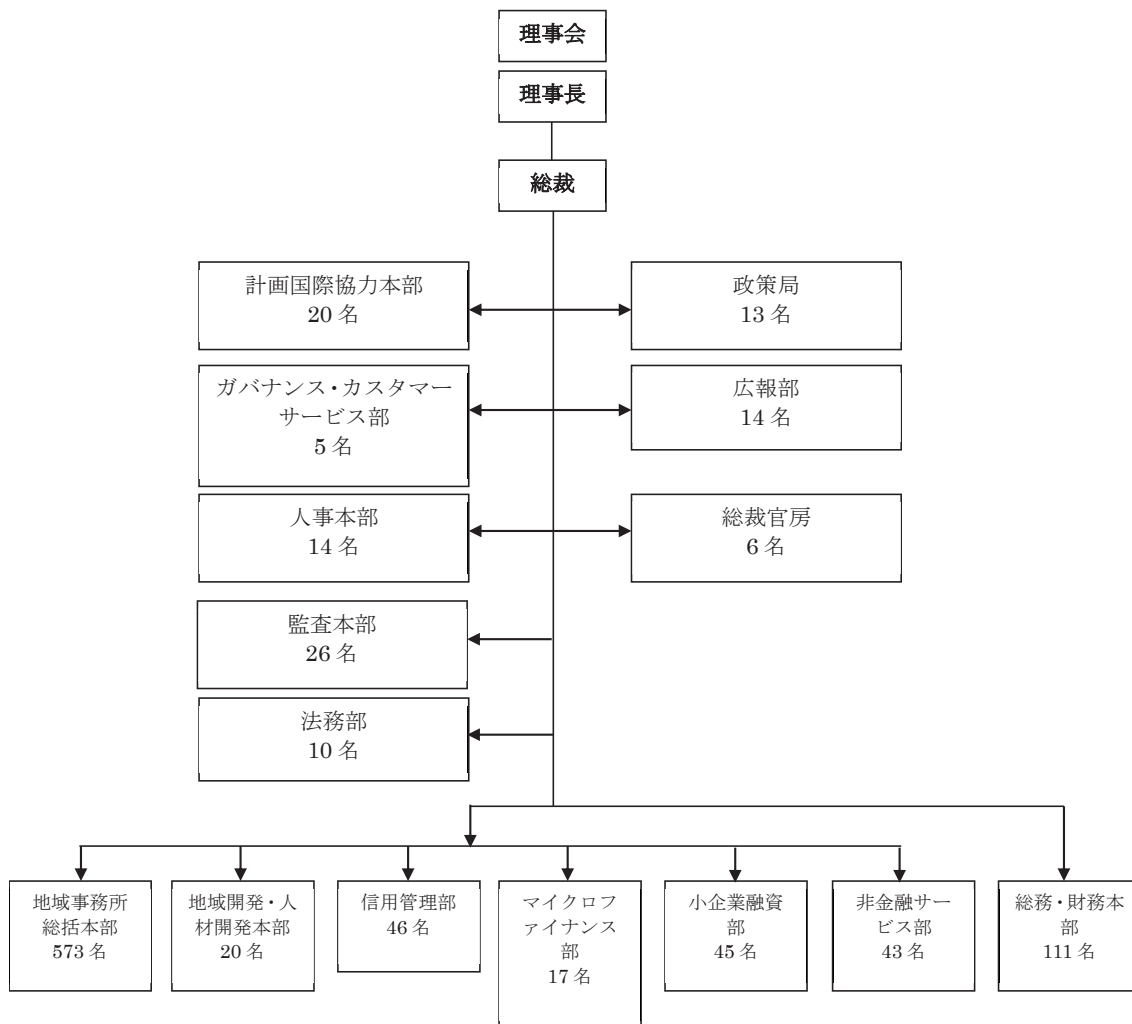 理事会
理事長
総裁
計画国際協力本部
20 名
政策局
13 名
ガバナンス・カスタマー
サービス部
5 名
広報部
14 名
人事本部
14 名
総裁官房
6 名
監査本部
26 名
法務部
10 名
地域事務所
総括本部
573 名
地域開発・人
材開発本部
20 名
信用管理部
46 名
マイクロフ
ァイナンス
部
17 名
小企業融資
部
45 名
非金融サー
ビス部
43 名
総務・財務本
部
111 名